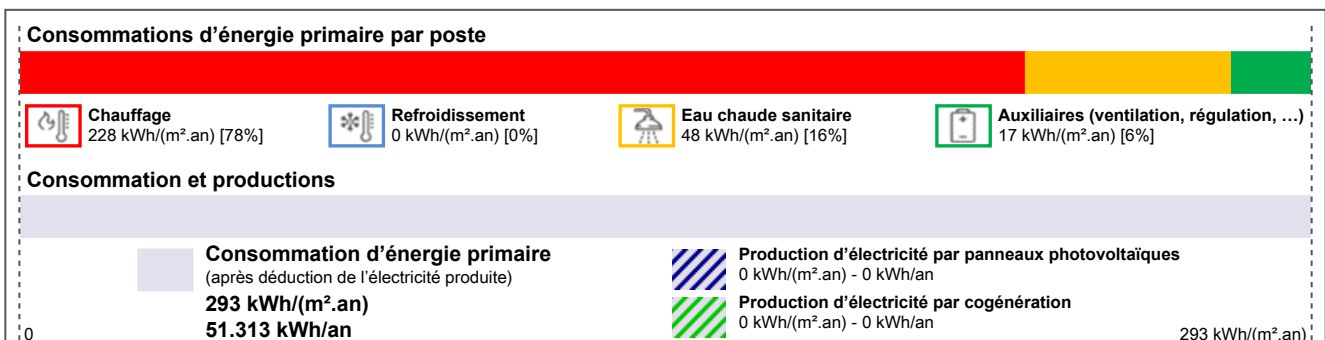 Consommations d’énergie primaire par poste
Chauffage
228 kWh/(m².an) [78%]
Refroidissement
0 kWh/(m².an) [0%]
Eau chaude sanitaire
48 kWh/(m².an) [16%]
Auxiliaires (ventilation, régulation, …)
17 kWh/(m².an) [6%]
Consommation et productions
Consommation d’énergie primaire
(après déduction de l’électricité produite)
293 kWh/(m².an)
51.313 kWh/an
Production d’électricité par panneaux photovoltaïques
0 kWh/(m².an) - 0 kWh/an
Production d’électricité par cogénération
0 kWh/(m².an) - 0 kWh/an
0
293 kWh/(m².an)